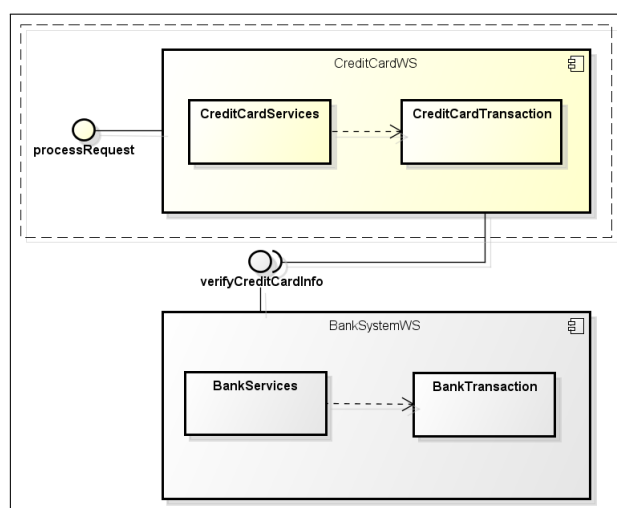 CreditCardWS
CreditCardServices
CreditCardTransaction
processRequest
verifyCreditCardInfo
BankSystemWS
BankServices
BankTransaction